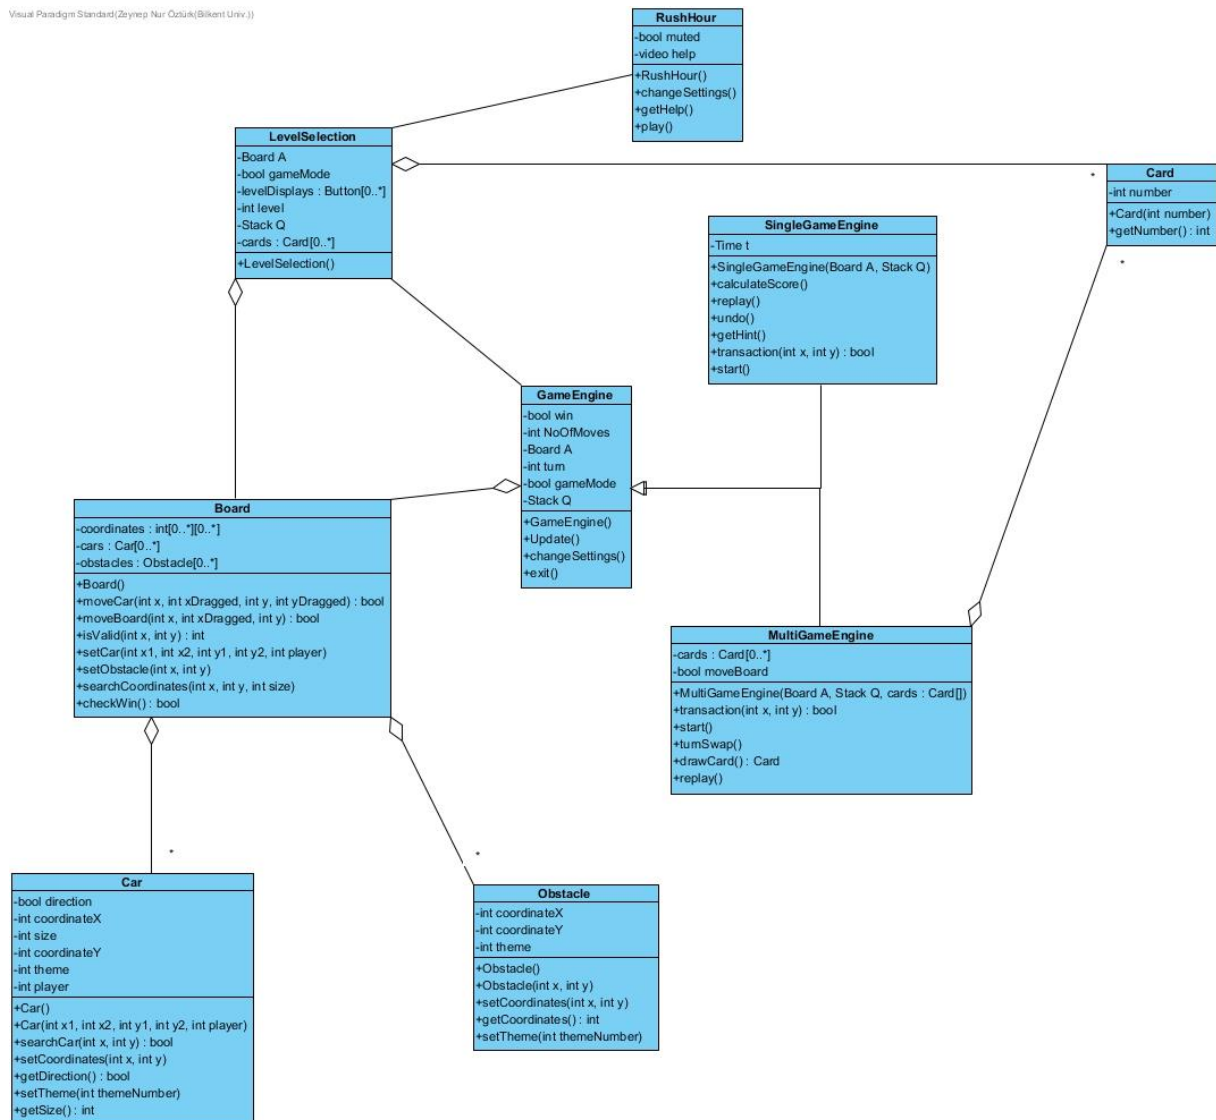 Visual Paradigm Standard(Zeynep Nur Öztürk(Bilkent Univ.))
RushHour
-bool muted
-video help
+RushHour()
+changeSettings()
+getHelp()
+play()
LevelSelection
-Board A
-bool gameMode
-levelDisplays : Button[0..*]
-int level
-Stack Q
-cards : Card[0..*]
+LevelSelection()
*
Card
-int number
+Card(int number)
+getNumber() : int
*
SingleGameEngine
-Time t
+SingleGameEngine(Board A, Stack Q)
+calculateScore()
+replay()
+undo()
+getHint()
+transaction(int x, int y) : bool
+start()
GameEngine
-bool win
-int NoOfMoves
-Board A
-int turn
-bool gameMode
-Stack Q
+GameEngine()
+Update()
+changeSettings()
+exit()
Board
-coordinates : int[0..*][0..*]
-cars : Car[0..*]
-obstacles : Obstacle[0..*]
+Board()
+moveCar(int x, int xDragged, int y, int yDragged) : bool
+moveBoard(int x, int xDragged, int y) : bool
+isValid(int x, int y) : int
+setCar(int x1, int x2, int y1, int y2, int player)
+setObstacle(int x, int y)
+searchCoordinates(int x, int y, int size)
+checkWin() : bool
MultiGameEngine
-cards : Card[0..*]
-bool moveBoard
+MultiGameEngine(Board A, Stack Q, cards : Card[])
+transaction(int x, int y) : bool
+start()
+turnSwap()
+drawCard() : Card
+replay()
*
*
Car
-bool direction
-int coordinateX
-int size
-int coordinateY
-int theme
-int player
+Car()
+Car(int x1, int x2, int y1, int y2, int player)
+searchCar(int x, int y) : bool
+setCoordinates(int x, int y)
+getDirection() : bool
+setTheme(int themeNumber)
+getSize() : int
Obstacle
-int coordinateX
-int coordinateY
-int theme
+Obstacle()
+Obstacle(int x, int y)
+setCoordinates(int x, int y)
+getCoordinates() : int
+setTheme(int themeNumber)